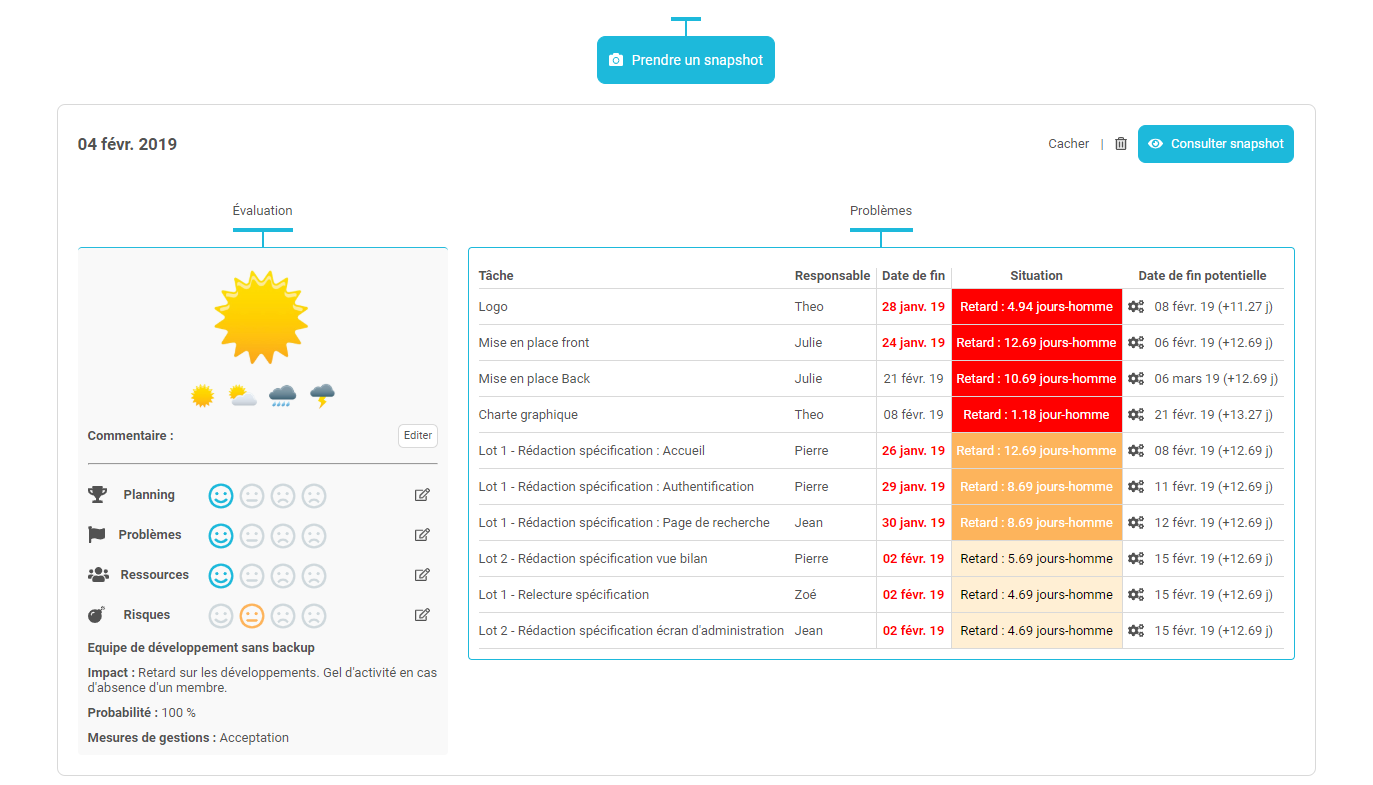 Prendre un snapshot
04 févr. 2019
Cacher | Consulter snapshot
Évaluation
Commentaire : Editer
Planning
Problèmes
Ressources
Risques
Equipe de développement sans backup
Impact : Retard sur les développements. Gel d'activité en cas
d'absence d'un membre.
Probabilité : 100 %
Mesures de gestions : Acceptation
Problèmes
Tâche Responsable Date de fin Situation Date de fin potentielle
Logo Theo 28 janv. 19 Retard : 4.94 jours-homme 08 févr. 19 (+11.27 j)
Mise en place front Julie 24 janv. 19 Retard : 12.69 jours-homme 06 févr. 19 (+12.69 j)
Mise en place Back Julie 21 févr. 19 Retard : 10.69 jours-homme 06 mars 19 (+12.69 j)
Charte graphique Theo 08 févr. 19 Retard : 1.18 jour-homme 21 févr. 19 (+13.27 j)
Lot 1 - Rédaction spécification : Accueil Pierre 26 janv. 19 Retard : 12.69 jours-homme 08 févr. 19 (+12.69 j)
Lot 1 - Rédaction spécification : Authentification Pierre 29 janv. 19 Retard : 8.69 jours-homme 11 févr. 19 (+12.69 j)
Lot 1 - Rédaction spécification : Page de recherche Jean 30 janv. 19 Retard : 8.69 jours-homme 12 févr. 19 (+12.69 j)
Lot 2 - Rédaction spécification vue bilan Pierre 02 févr. 19 Retard : 5.69 jours-homme 15 févr. 19 (+12.69 j)
Lot 1 - Relecture spécification Zoé 02 févr. 19 Retard : 4.69 jours-homme 15 févr. 19 (+12.69 j)
Lot 2 - Rédaction spécification écran d'administration Jean 02 févr. 19 Retard : 4.69 jours-homme 15 févr. 19 (+12.69 j)